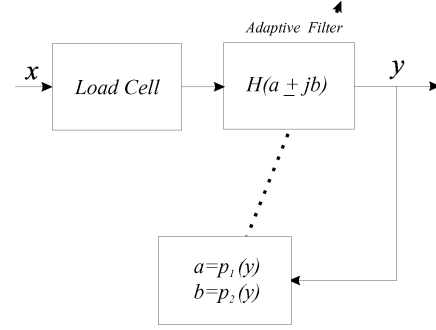 Adaptive Filter
x
Load Cell
H(a ± jb)
y
a=p₁(y)
b=p₂(y)